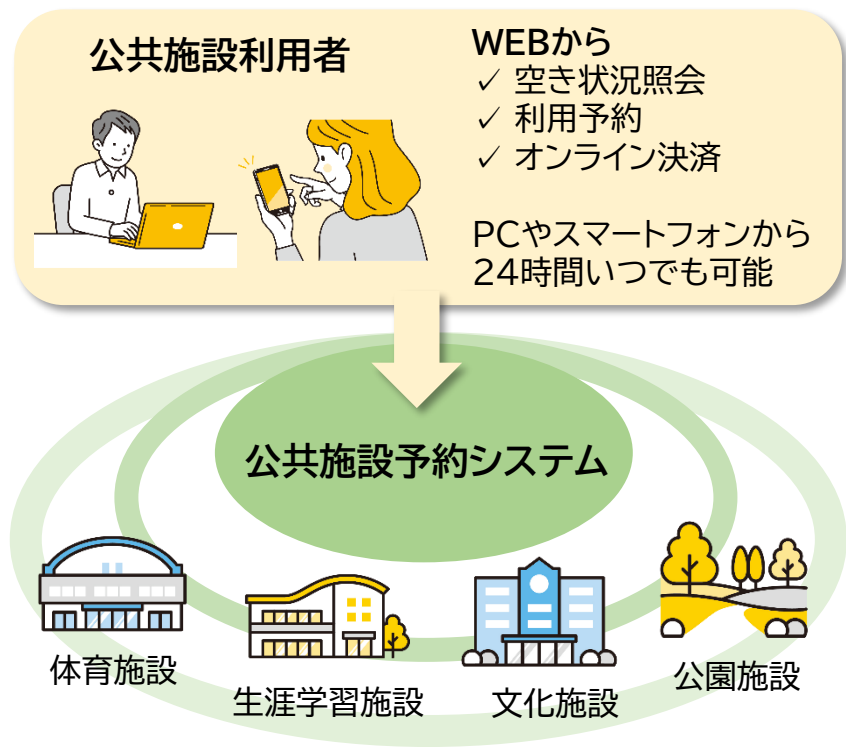 公共施設利用者
WEBから
✓ 空き状況照会
✓ 利用予約
✓ オンライン決済
PCやスマートフォンから
24時間いつでも可能
公共施設予約システム
体育施設
生涯学習施設
文化施設
公園施設